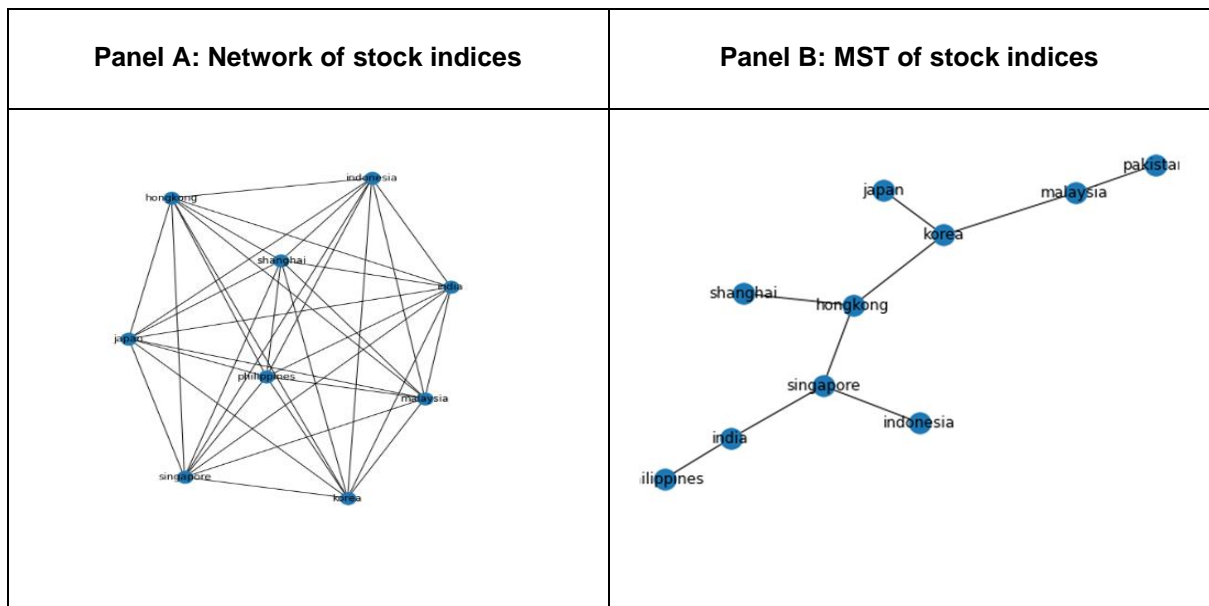 Panel A: Network of stock indices
Panel B: MST of stock indices
indonesia
hongkong
shanghai
india
japan
philippines
malaysia
singapore
korea
pakistan
japan
malaysia
korea
shanghai
hongkong
singapore
indonesia
india
ilippines